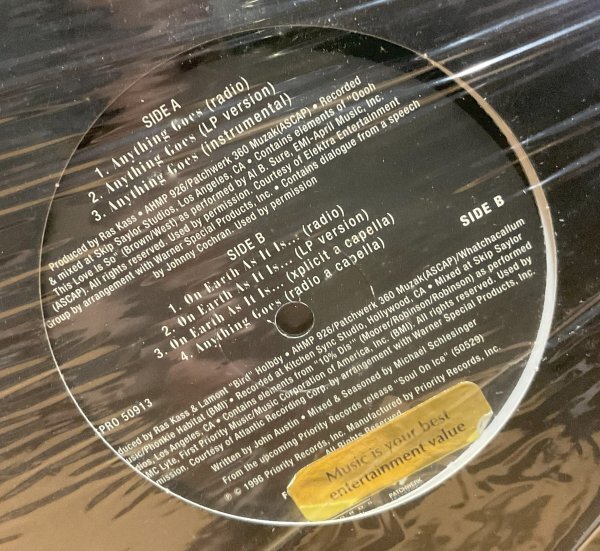 SIDE A
1. Anything Goes (radio)
2. Anything Goes (LP version)
3. Anything Goes (instrumental)
Produced by Ras Kass • AHMP 926/Patchwerk 360 Muzak(ASCAP) • Recorded
& mixed at Skip Saylor Studios, Los Angeles, CA • Contains elements of "Oooh
This Love Is So" (Brown/West) as performed by Al B. Sure, EMI-April Music, Inc.
(ASCAP). All rights reserved. Used by permission. Courtesy of Elektra Entertainment
Group by arrangement with Warner Special Products, Inc. • Contains dialogue from a speech
by Johnny Cochran. Used by permission
SIDE B
SIDE B
1. On Earth As It Is... (radio)
2. On Earth As It Is... (LP version)
3. On Earth As It Is... (xplicit a capella)
4. Anything Goes (radio a capella)
PRO 50913
oduced by Ras Kass & Lamont "Bird" Holbdy • AHMP 926/Patchwerk 360 Muzak(ASCAP)/Whatchacallum
Music/Pionke Habitet (BMI) • Recorded at Kitchen Sync Studio Hollywood, CA • Mixed at Skip Saylor
dios, Los Angeles CA • Contains elements from "10% Dis" (Moorer/Robinson/Robinson) as performed
MC Lyte, First Priority Music/Music Corporation of America, Inc. (BMI). All rights reserved. Used by
mission. Courtesy of Atlantic Recording Corp. by arrangement with Warner Special Products, Inc.
Written by John Austin • Mixed & Seasoned by Michael Schlesinger
From the upcoming Priority Records release "Soul On Ice" (50529)
℗ © 1996 Priority Records, Inc. Manufactured by Priority Records, Inc.
All Rights Reserved
Music is your best
entertainment value
PATCHWERK